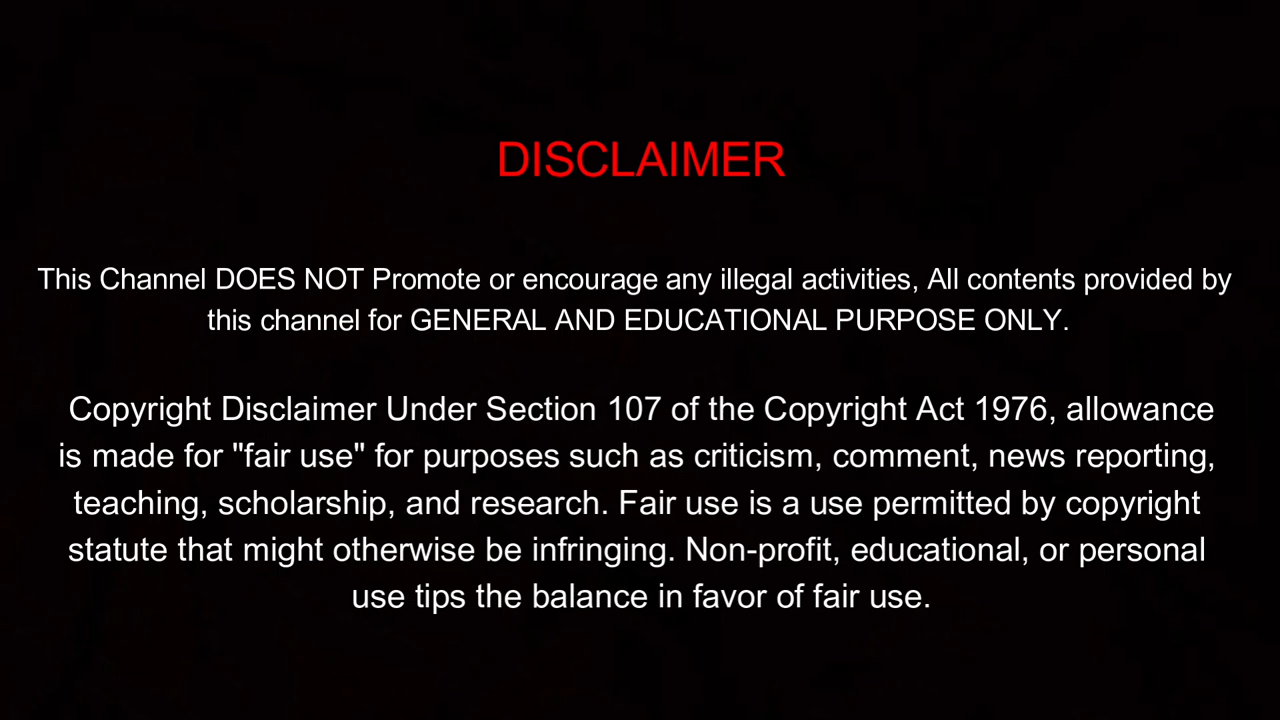 DISCLAIMER
This Channel DOES NOT Promote or encourage any illegal activities, All contents provided by
this channel for GENERAL AND EDUCATIONAL PURPOSE ONLY.
Copyright Disclaimer Under Section 107 of the Copyright Act 1976, allowance
is made for "fair use" for purposes such as criticism, comment, news reporting,
teaching, scholarship, and research. Fair use is a use permitted by copyright
statute that might otherwise be infringing. Non-profit, educational, or personal
use tips the balance in favor of fair use.